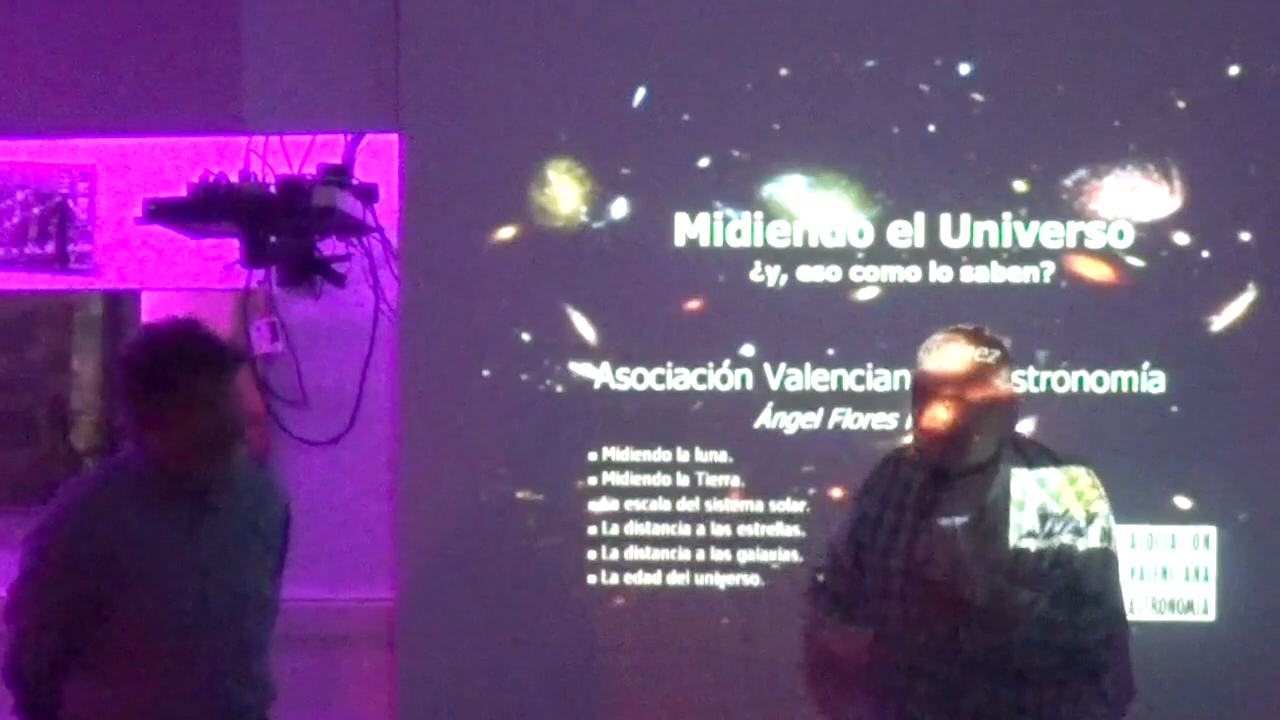 Midiendo el Universo
¿y, eso como lo saben?
Asociación Valencian stronomía
Ángel Flores
Midiendo la luna.
Midiendo la Tierra.
La escala del sistema solar.
La distancia a las estrellas.
La distancia a las galaxias.
La edad del universo.
ASOCIACION
VALENCIANA
ASTRONOMIA